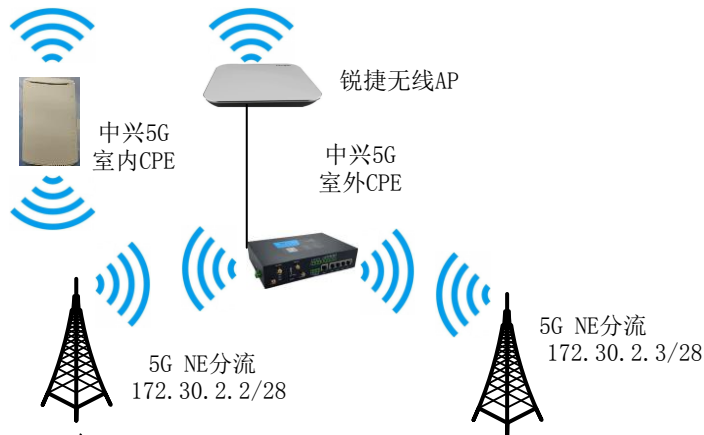 锐捷无线AP
中兴5G
室内CPE
中兴5G
室外CPE
5G NE分流
172.30.2.2/28
5G NE分流
172.30.2.3/28